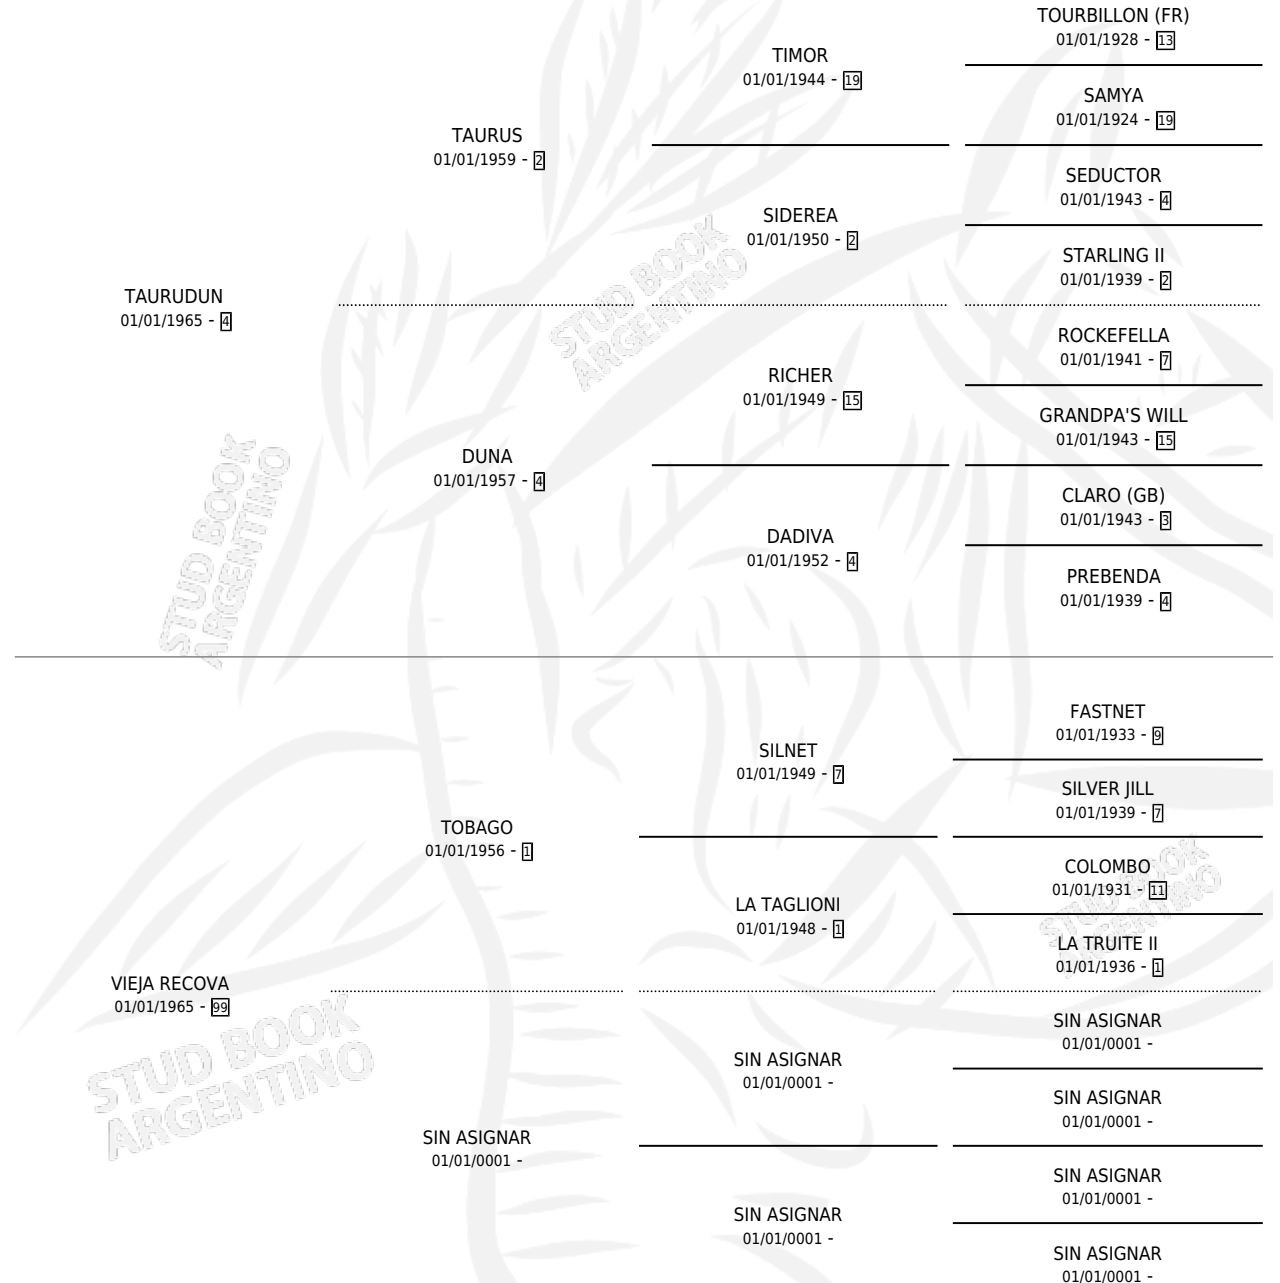 TOURBILLON (FR)
01/01/1928 - 13
TIMOR
01/01/1944 - 19
SAMYA
01/01/1924 - 19
TAURUS
01/01/1959 - 2
SEDUCTOR
01/01/1943 - 4
SIDEREA
01/01/1950 - 2
STARLING II
01/01/1939 - 2
TAURUDUN
01/01/1965 - 4
ROCKEFELLA
01/01/1941 - 7
RICHER
01/01/1949 - 15
GRANDPA'S WILL
01/01/1943 - 15
DUNA
01/01/1957 - 4
CLARO (GB)
01/01/1943 - 3
DADIVA
01/01/1952 - 4
PREBENDA
01/01/1939 - 4
FASTNET
01/01/1933 - 9
SILNET
01/01/1949 - 7
SILVER JILL
01/01/1939 - 7
TOBAGO
01/01/1956 - 1
COLOMBO
01/01/1931 - 11
LA TAGLIONI
01/01/1948 - 1
LA TRUITE II
01/01/1936 - 1
VIEJA RECOVA
01/01/1965 - 99
SIN ASIGNAR
01/01/0001 -
SIN ASIGNAR
01/01/0001 -
SIN ASIGNAR
01/01/0001 -
SIN ASIGNAR
01/01/0001 -
SIN ASIGNAR
01/01/0001 -
SIN ASIGNAR
01/01/0001 -
SIN ASIGNAR
01/01/0001 -
STUD BOOK
ARGENTINO
STUD BOOK
ARGENTINO
STUD BOOK
ARGENTINO
STUD BOOK
ARGENTINO